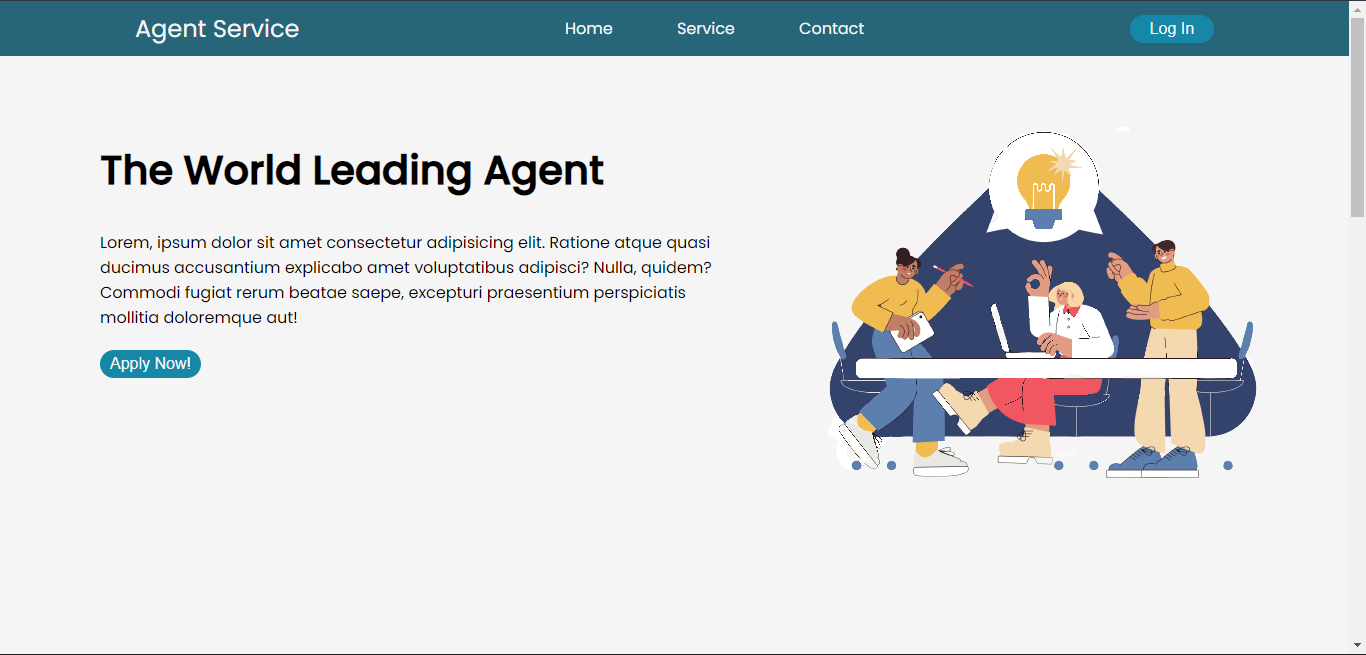 Agent Service
Home
Service
Contact
Log In
The World Leading Agent
Lorem, ipsum dolor sit amet consectetur adipisicing elit. Ratione atque quasi
ducimus accusantium explicabo amet voluptatibus adipisci? Nulla, quidem?
Commodi fugiat rerum beatae saepe, excepturi praesentium perspiciatis
mollitia doloremque aut!
Apply Now!